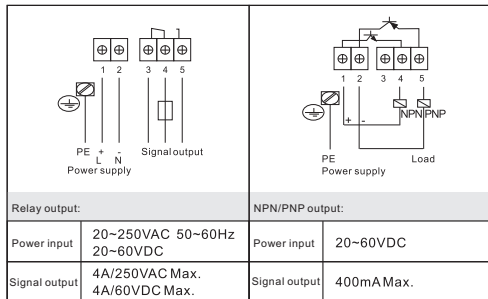 1 2 3 4 5
PE + - Signal output
L N
Power supply
1 2 3 4 5
+ -
NPN PNP
PE Load
Power supply
Relay output:
Power input 20~250VAC 50~60Hz
20~60VDC
Signal output 4A/250VAC Max.
4A/60VDC Max.
NPN/PNP output:
Power input 20~60VDC
Signal output 400mA Max.